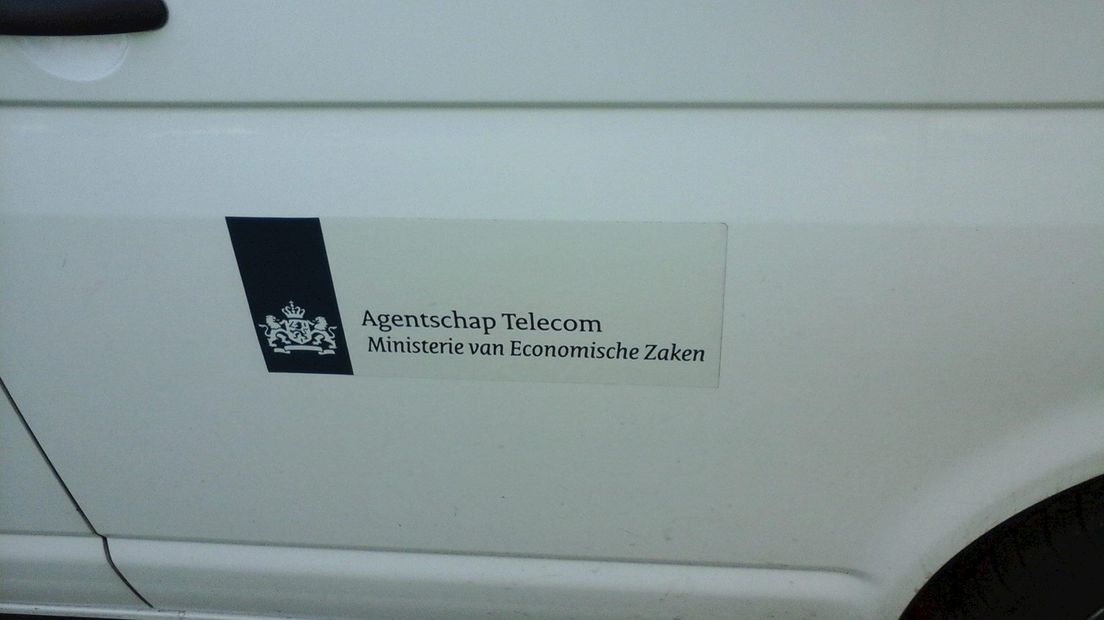 Agentschap Telecom
Ministerie van Economische Zaken